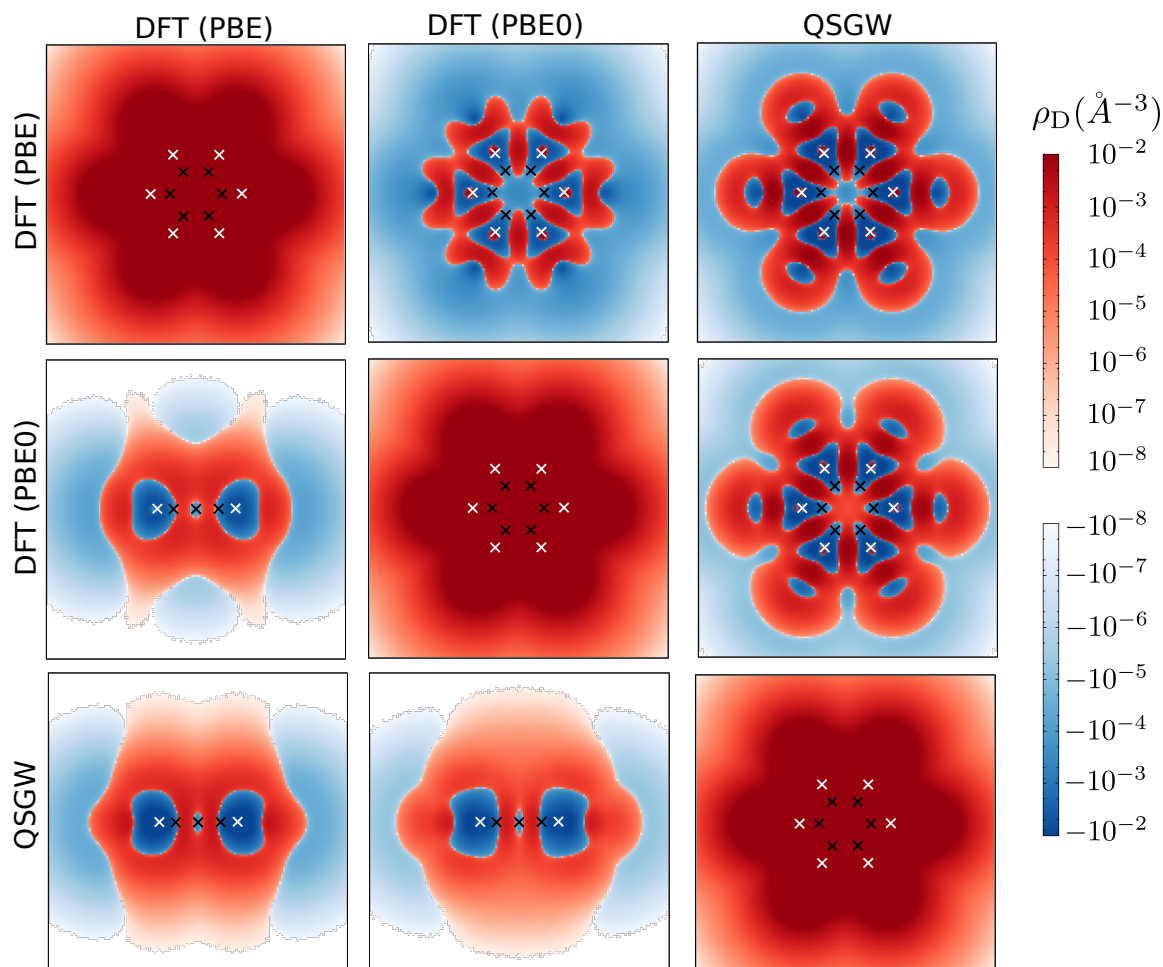 DFT (PBE)
DFT (PBE0)
QSGW
DFT (PBE)
DFT (PBE0)
QSGW
ρ_D(Å⁻³)
10⁻²
10⁻³
10⁻⁴
10⁻⁵
10⁻⁶
10⁻⁷
10⁻⁸
−10⁻⁸
−10⁻⁷
−10⁻⁶
−10⁻⁵
−10⁻⁴
−10⁻³
−10⁻²